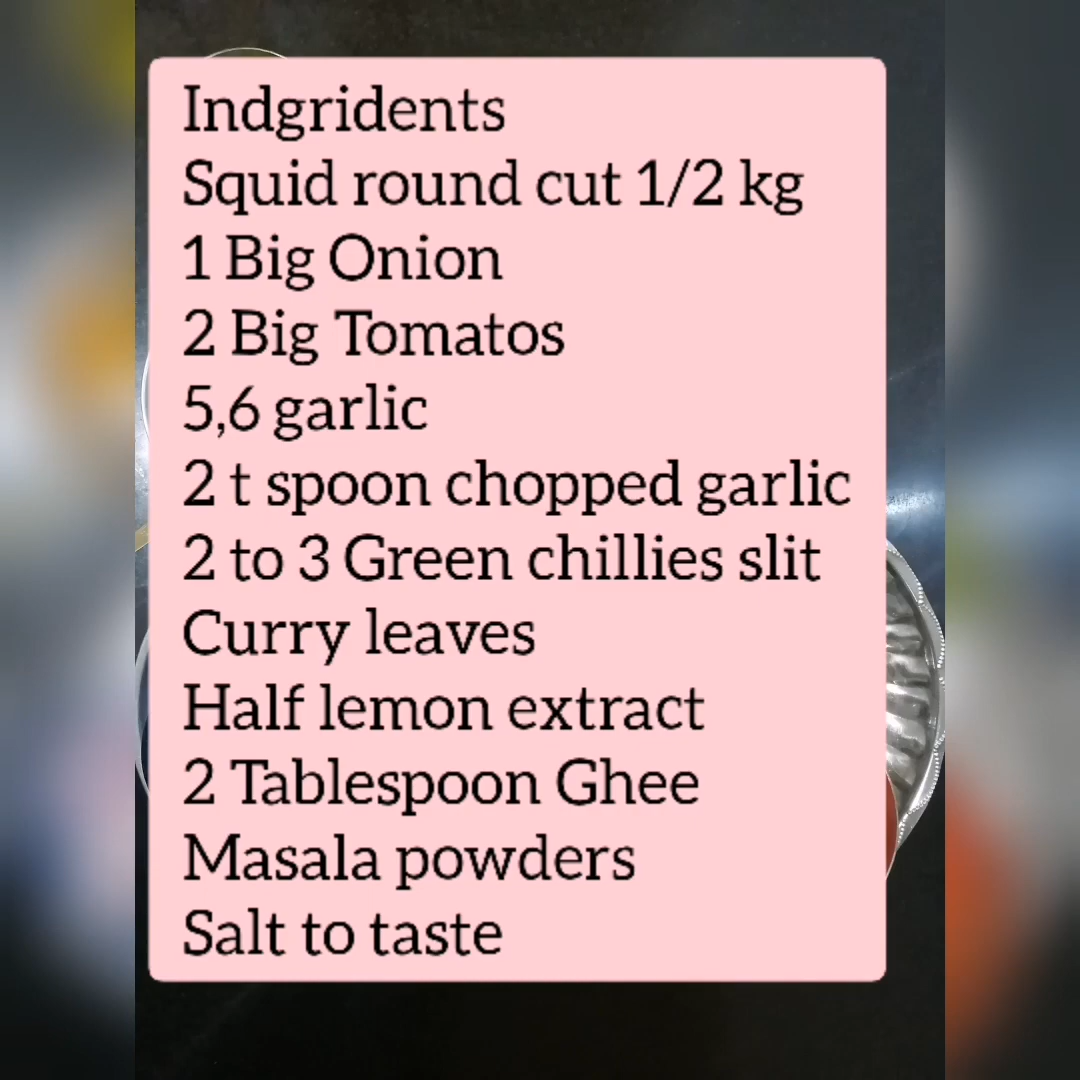 Indgridents
Squid round cut 1/2 kg
1 Big Onion
2 Big Tomatos
5,6 garlic
2 t spoon chopped garlic
2 to 3 Green chillies slit
Curry leaves
Half lemon extract
2 Tablespoon Ghee
Masala powders
Salt to taste